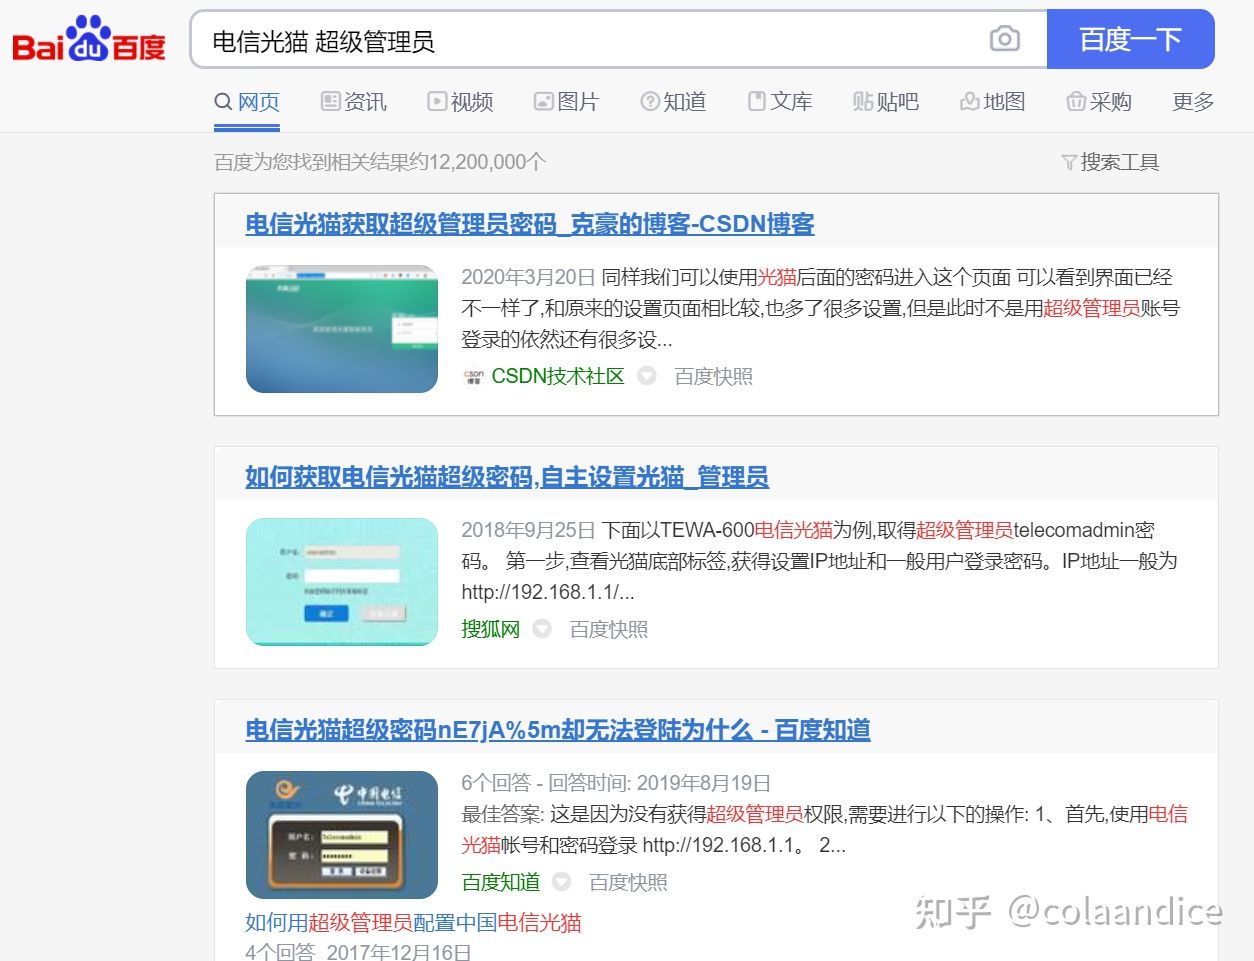 Bai du 百度
电信光猫 超级管理员
百度一下
网页 资讯 视频 图片 知道 文库 贴吧 地图 采购 更多
百度为您找到相关结果约12,200,000个
搜索工具
电信光猫获取超级管理员密码_克豪的博客-CSDN博客
2020年3月20日 同样我们可以使用光猫后面的密码进入这个页面 可以看到界面已经
不一样了,和原来的设置页面相比较,也多了很多设置,但是此时不是用超级管理员账号
登录的依然还有很多设...
CSDN技术社区 百度快照
如何获取电信光猫超级密码,自主设置光猫_管理员
2018年9月25日 下面以TEWA-600电信光猫为例,取得超级管理员telecomadmin密
码。 第一步,查看光猫底部标签,获得设置IP地址和一般用户登录密码。IP地址一般为
http://192.168.1.1/...
搜狐网 百度快照
电信光猫超级密码nE7jA%5m却无法登陆为什么 - 百度知道
中国电信
6个回答 - 回答时间: 2019年8月19日
最佳答案: 这是因为没有获得超级管理员权限,需要进行以下的操作: 1、首先,使用电信
光猫帐号和密码登录 http://192.168.1.1。 2...
百度知道 百度快照
如何用超级管理员配置中国电信光猫
4个回答 2017年12月16日
知乎 @colaandice